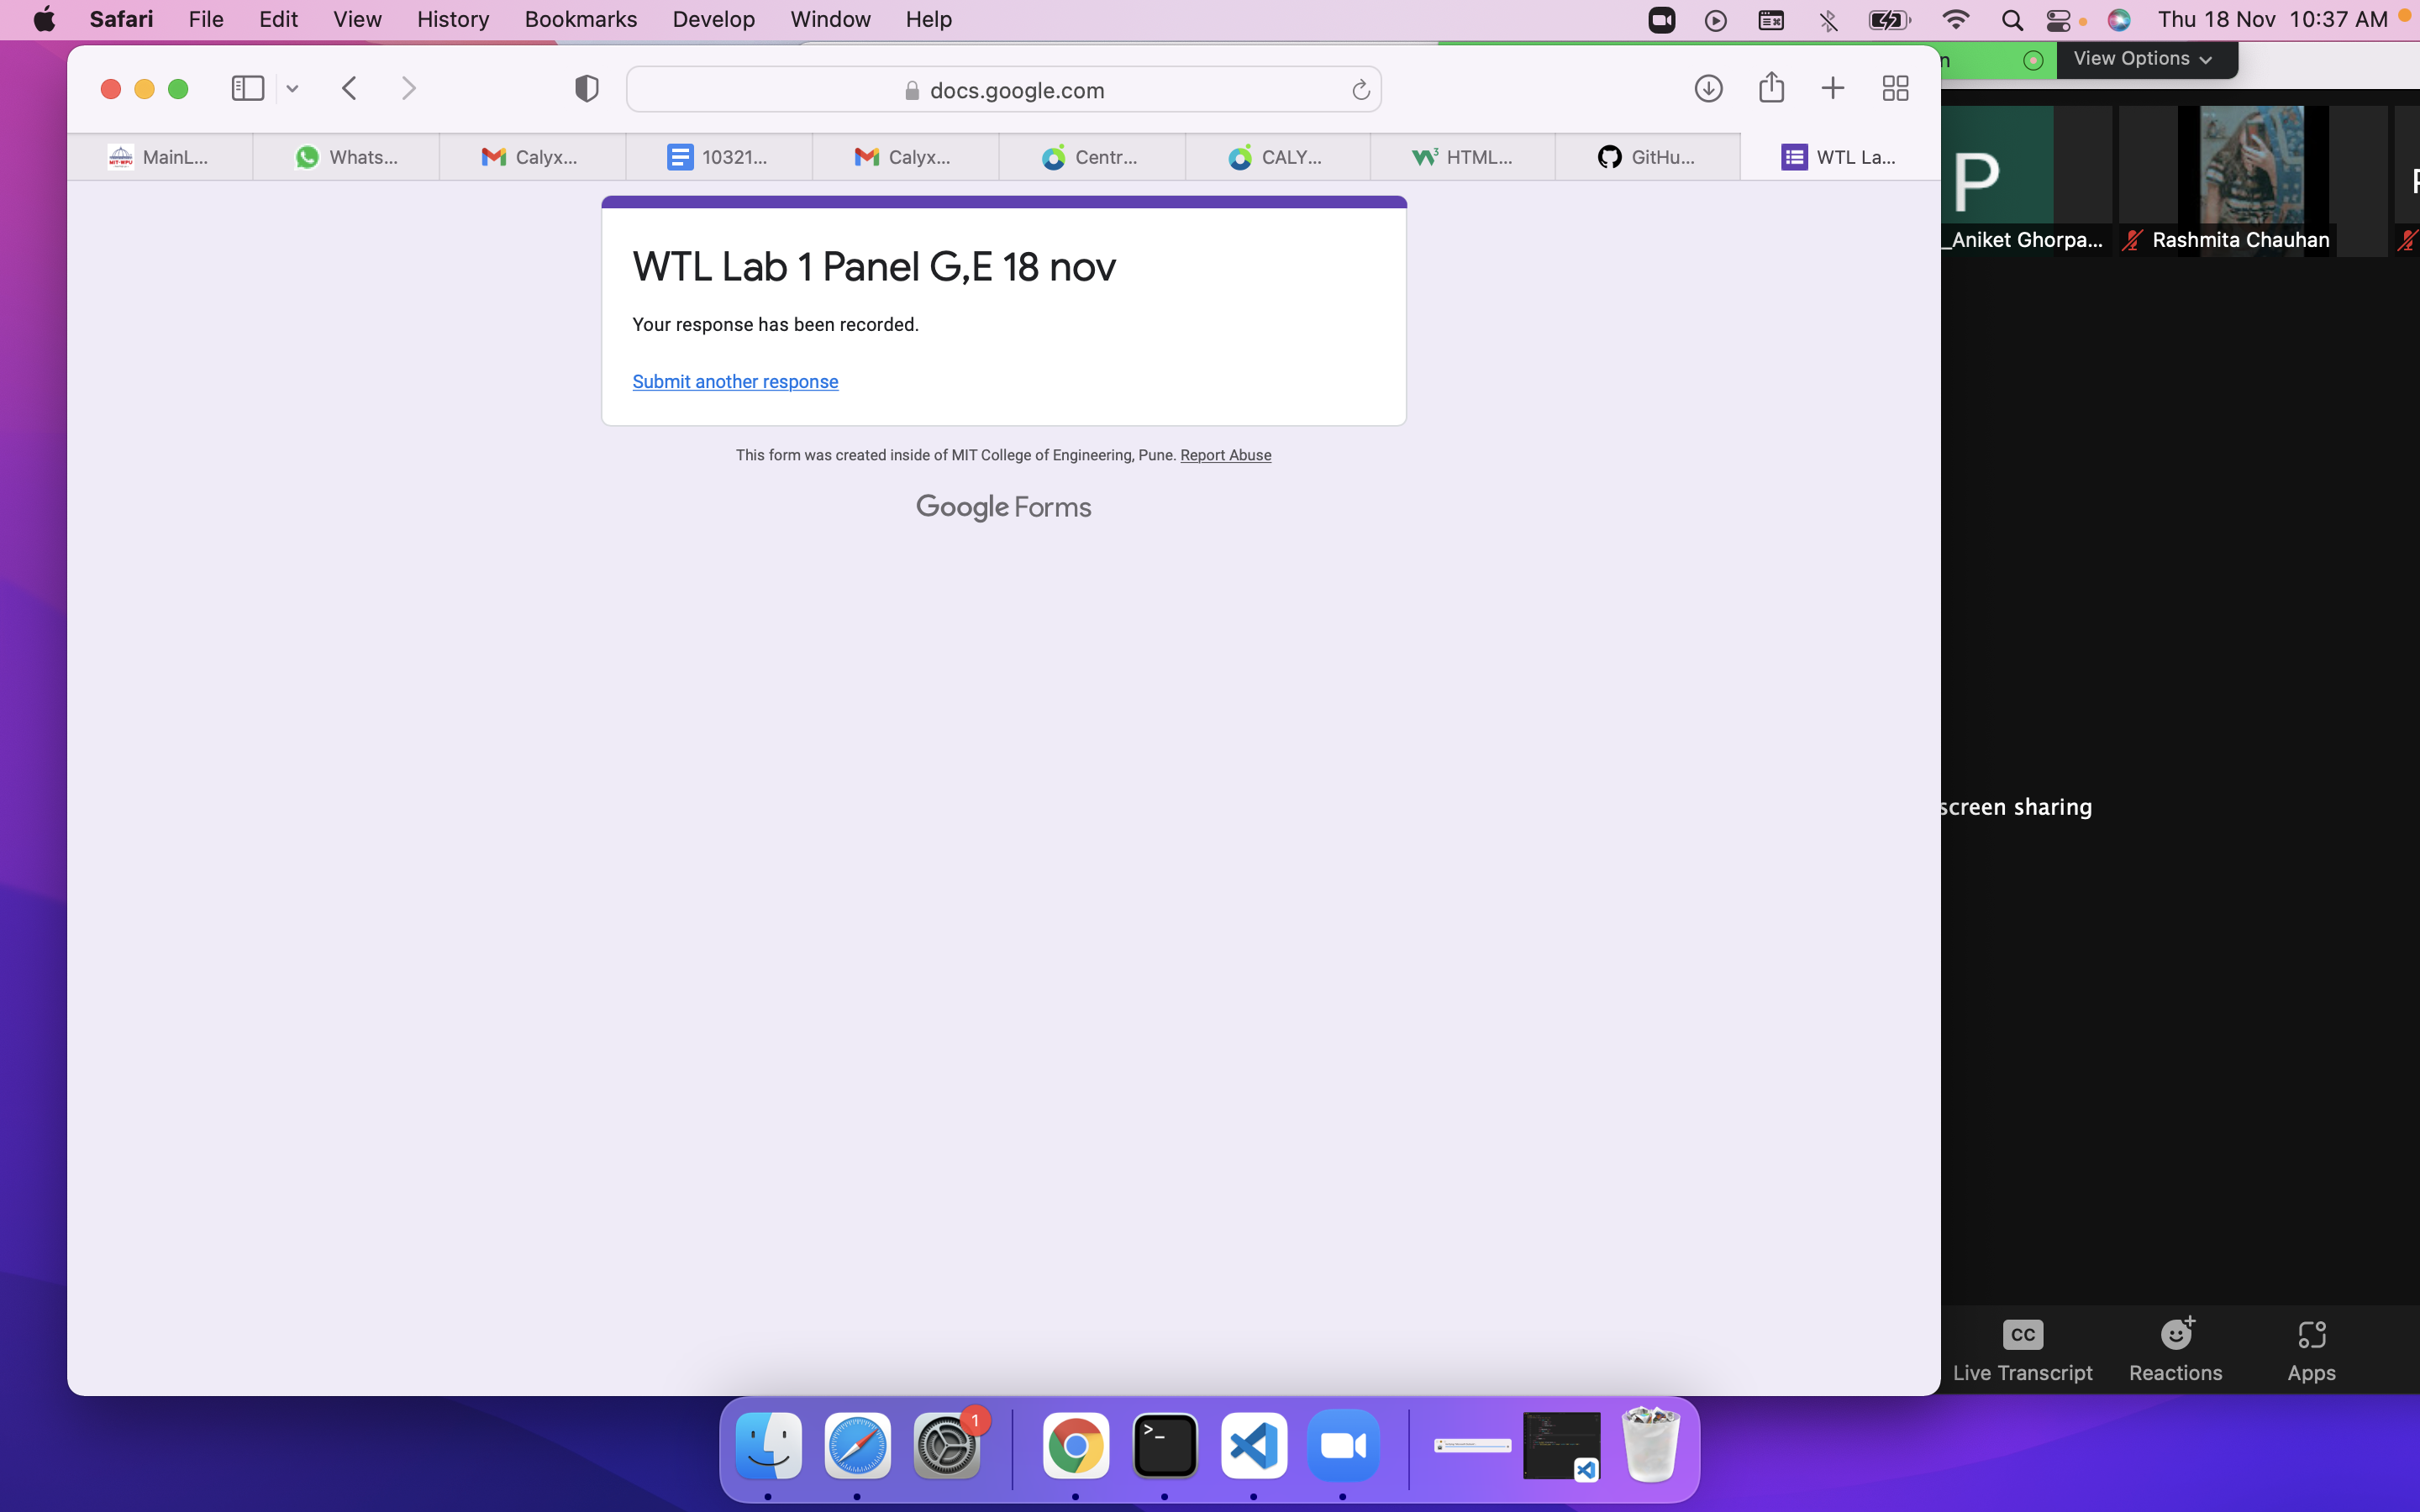 Safari File Edit View History Bookmarks Develop Window Help Thu 18 Nov 10:37 AM
View Options
docs.google.com
MainL... Whats... Calyx... 10321... Calyx... Centr... CALY... HTML... GitHu... WTL La...
P
_Aniket Ghorpa... Rashmita Chauhan
WTL Lab 1 Panel G,E 18 nov
Your response has been recorded.
Submit another response
This form was created inside of MIT College of Engineering, Pune. Report Abuse
Google Forms
screen sharing
CC
Live Transcript Reactions Apps
1